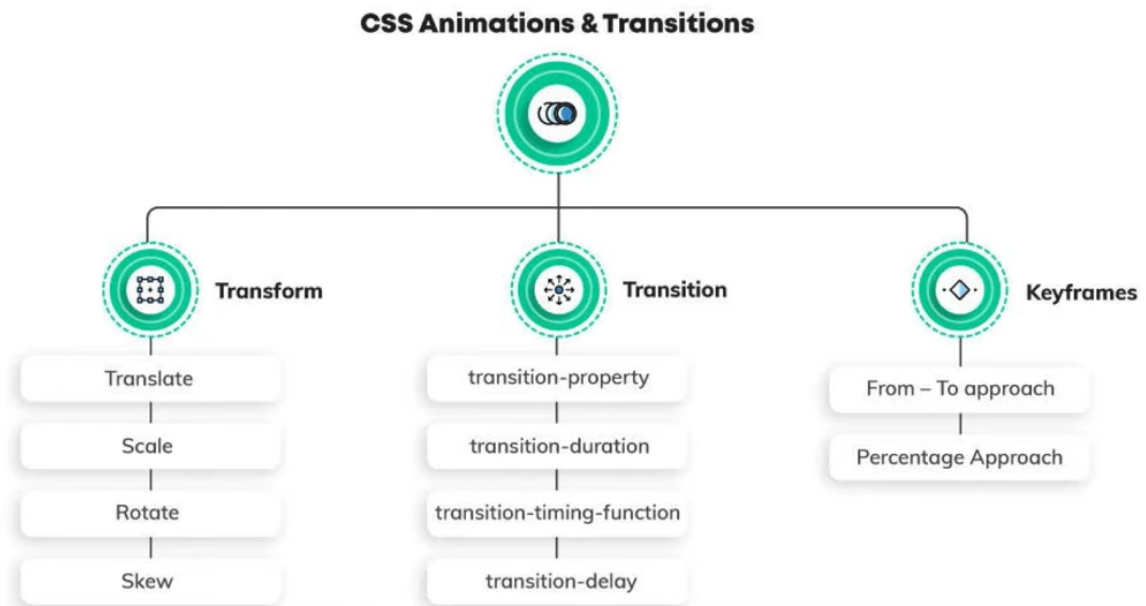 CSS Animations & Transitions
Transform
Translate
Scale
Rotate
Skew
Transition
transition-property
transition-duration
transition-timing-function
transition-delay
Keyframes
From – To approach
Percentage Approach